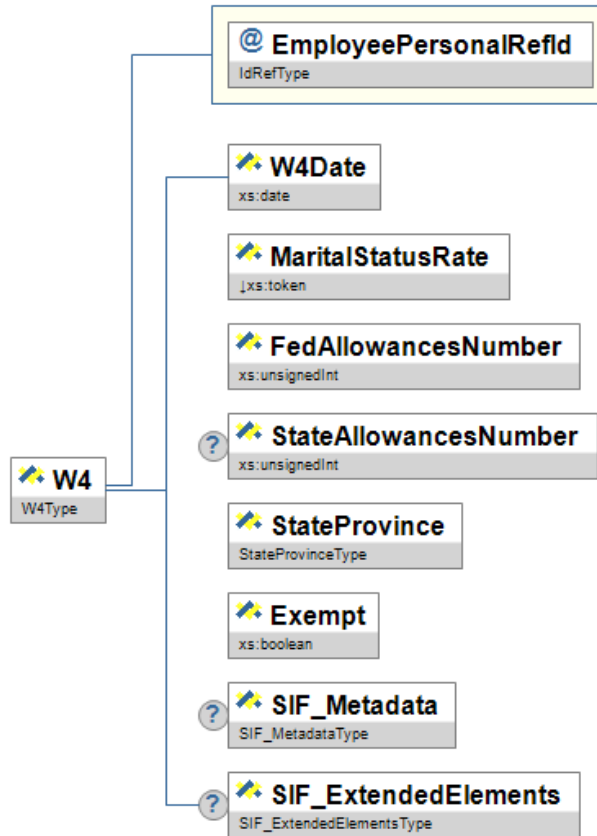 @ EmployeePersonalRefId
IdRefType
W4Date
xs:date
MaritalStatusRate
↓xs:token
FedAllowancesNumber
xs:unsignedInt
? StateAllowancesNumber
xs:unsignedInt
W4
W4Type
StateProvince
StateProvinceType
Exempt
xs:boolean
? SIF_Metadata
SIF_MetadataType
? SIF_ExtendedElements
SIF_ExtendedElementsType